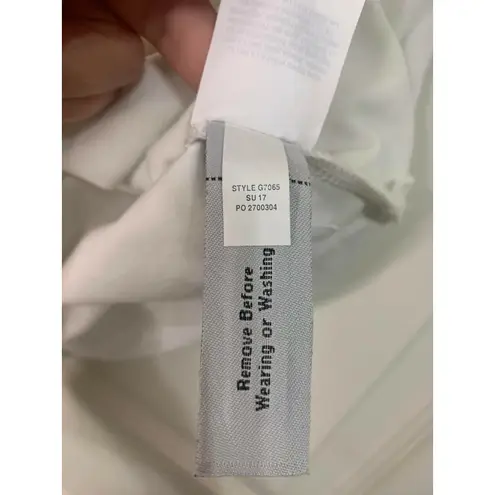 STYLE G7065
SU 17
PO 2700304
Remove Before
Wearing or Washing